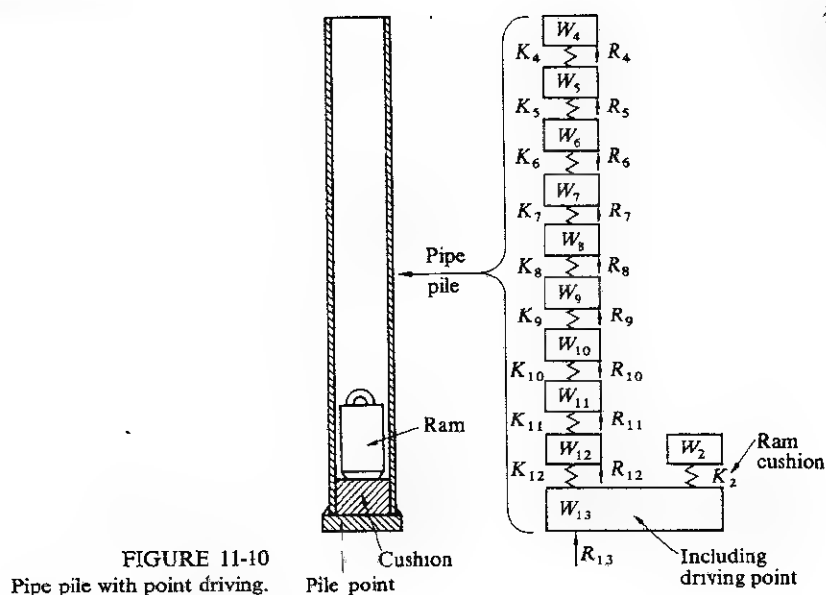 W₄
K₄ R₄
W₅
K₅ R₅
W₆
K₆ R₆
W₇
K₇ R₇
W₈
K₈ R₈
W₉
K₉ R₉
W₁₀
K₁₀ R₁₀
W₁₁
K₁₁ R₁₁
W₁₂ W₂
K₁₂ R₁₂ K₂
W₁₃
R₁₃
Pipe
pile
Ram
Ram
cushion
Cushion
Pile point
Including
driving point
FIGURE 11-10
Pipe pile with point driving.